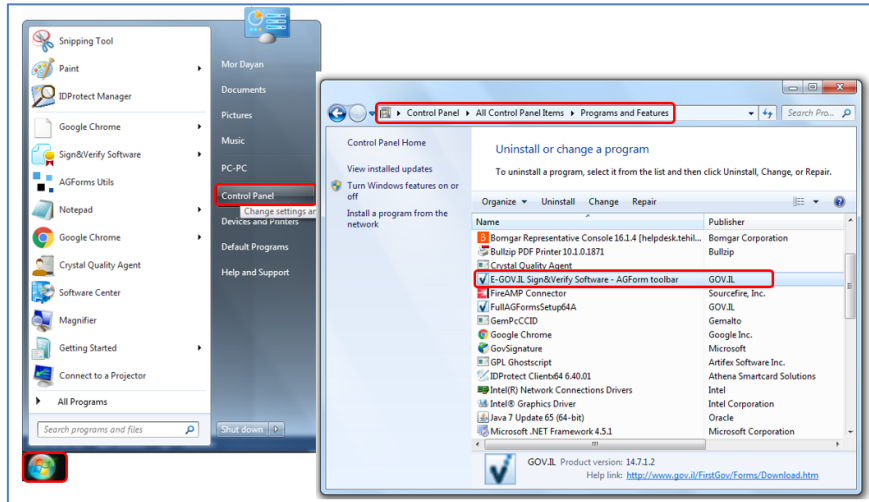 Snipping Tool
Paint
IDProtect Manager
Google Chrome
Sign&Verify Software
AGForms Utils
Notepad
Google Chrome
Crystal Quality Agent
Software Center
Magnifier
Getting Started
Connect to a Projector
All Programs
Search programs and files
Mor Dayan
Documents
Pictures
Music
PC-PC
Control Panel
Change settings an
Devices and Printers
Default Programs
Help and Support
Shut down
Control Panel All Control Panel Items Programs and Features
Search Pro...
Control Panel Home
View installed updates
Turn Windows features on or
off
Install a program from the
network
Uninstall or change a program
To uninstall a program, select it from the list and then click Uninstall, Change, or Repair.
Organize Uninstall Change Repair
Name Publisher
Bomgar Representative Console 16.1.4 [helpdesk.tehil... Bomgar Corporation
Bullzip PDF Printer 10.1.0.1871 Bullzip
Crystal Quality Agent
E-GOV.IL Sign&Verify Software - AGForm toolbar GOV.IL
FireAMP Connector Sourcefire, Inc.
FullAGFormsSetup64A GOV.IL
GemPcCCID Gemalto
Google Chrome Google Inc.
GovSignature Microsoft
GPL Ghostscript Artifex Software Inc.
IDProtect Clientx64 6.40.01 Athena Smartcard Solutions
Intel(R) Network Connections Drivers Intel
Intel® Graphics Driver Intel Corporation
Java 7 Update 65 (64-bit) Oracle
Microsoft .NET Framework 4.5.1 Microsoft Corporation
GOV.IL Product version: 14.7.1.2
Help link: http://www.gov.il/FirstGov/Forms/Download.htm